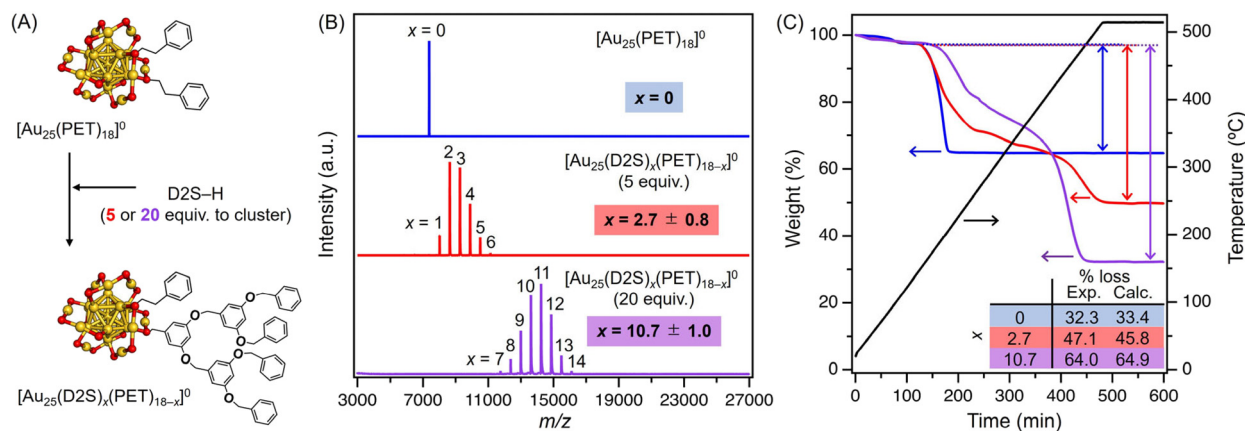 (A)
[Au25(PET)18]0
D2S–H
(5 or 20 equiv. to cluster)
O
O
O
O
O
O
[Au25(D2S)x(PET)18–x]0
(B)
x = 0
[Au25(PET)18]0
x = 0
[Au25(D2S)x(PET)18–x]0
(5 equiv.)
x = 2.7 ± 0.8
x = 1
2
3
4
5
6
[Au25(D2S)x(PET)18–x]0
(20 equiv.)
x = 10.7 ± 1.0
x = 7
8
9
10
11
12
13
14
Intensity (a.u.)
3000 7000 11000 15000 19000 23000 27000
m/z
(C)
100
80
60
40
20
0
Weight (%)
500
400
300
200
100
0
Temperature (ºC)
% loss
Exp. Calc.
x
0 32.3 33.4
2.7 47.1 45.8
10.7 64.0 64.9
0 100 200 300 400 500 600
Time (min)